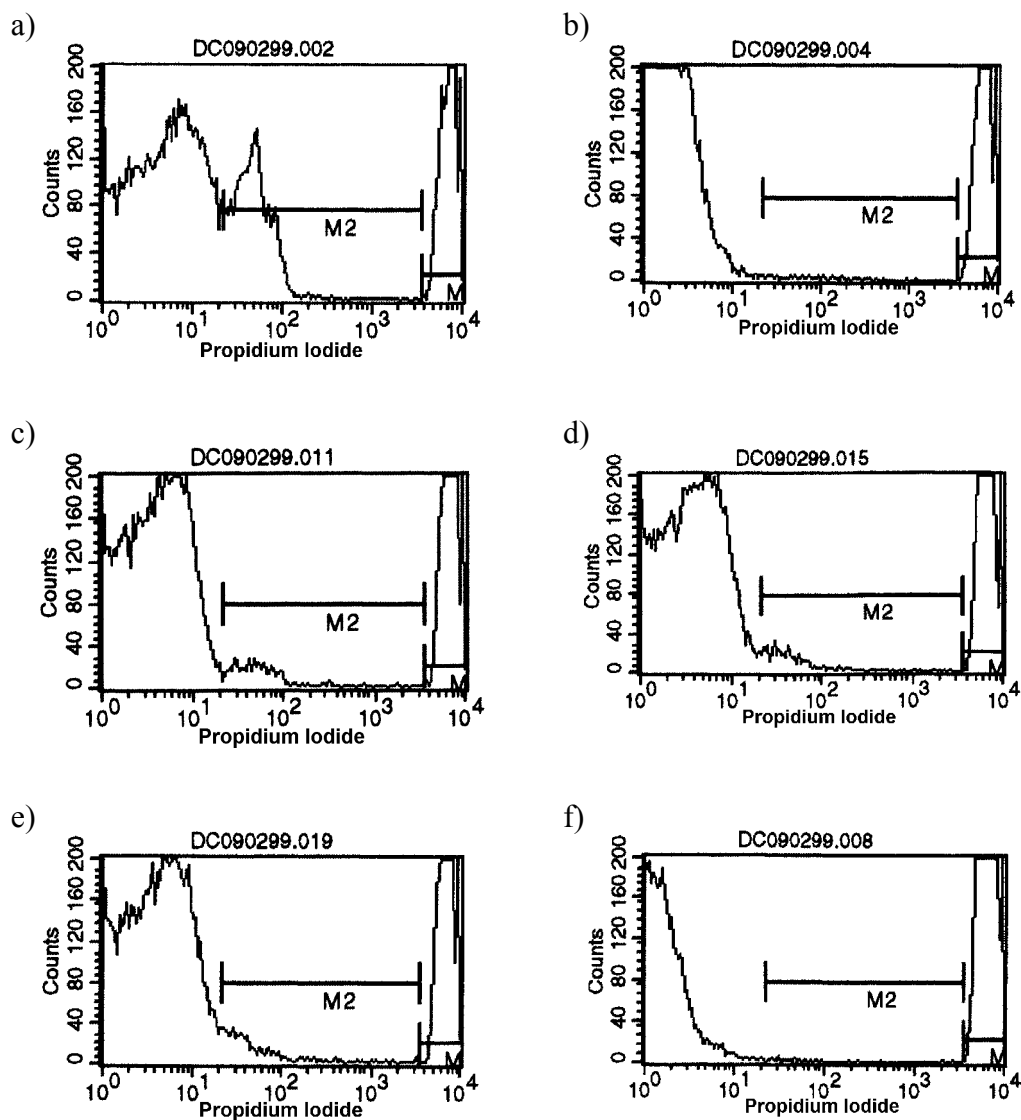 a)
DC090299.002
Counts
200
160
120
80
40
0
M2
M
10^0 10^1 10^2 10^3 10^4
Propidium Iodide
b)
DC090299.004
Counts
200
160
120
80
40
0
M2
M
10^0 10^1 10^2 10^3 10^4
Propidium Iodide
c)
DC090299.011
Counts
200
160
120
80
40
0
M2
M
10^0 10^1 10^2 10^3 10^4
Propidium Iodide
d)
DC090299.015
Counts
200
160
120
80
40
0
M2
M
10^0 10^1 10^2 10^3 10^4
Propidium Iodide
e)
DC090299.019
Counts
200
160
120
80
40
0
M2
M
10^0 10^1 10^2 10^3 10^4
Propidium Iodide
f)
DC090299.008
Counts
200
160
120
80
40
0
M2
M
10^0 10^1 10^2 10^3 10^4
Propidium Iodide